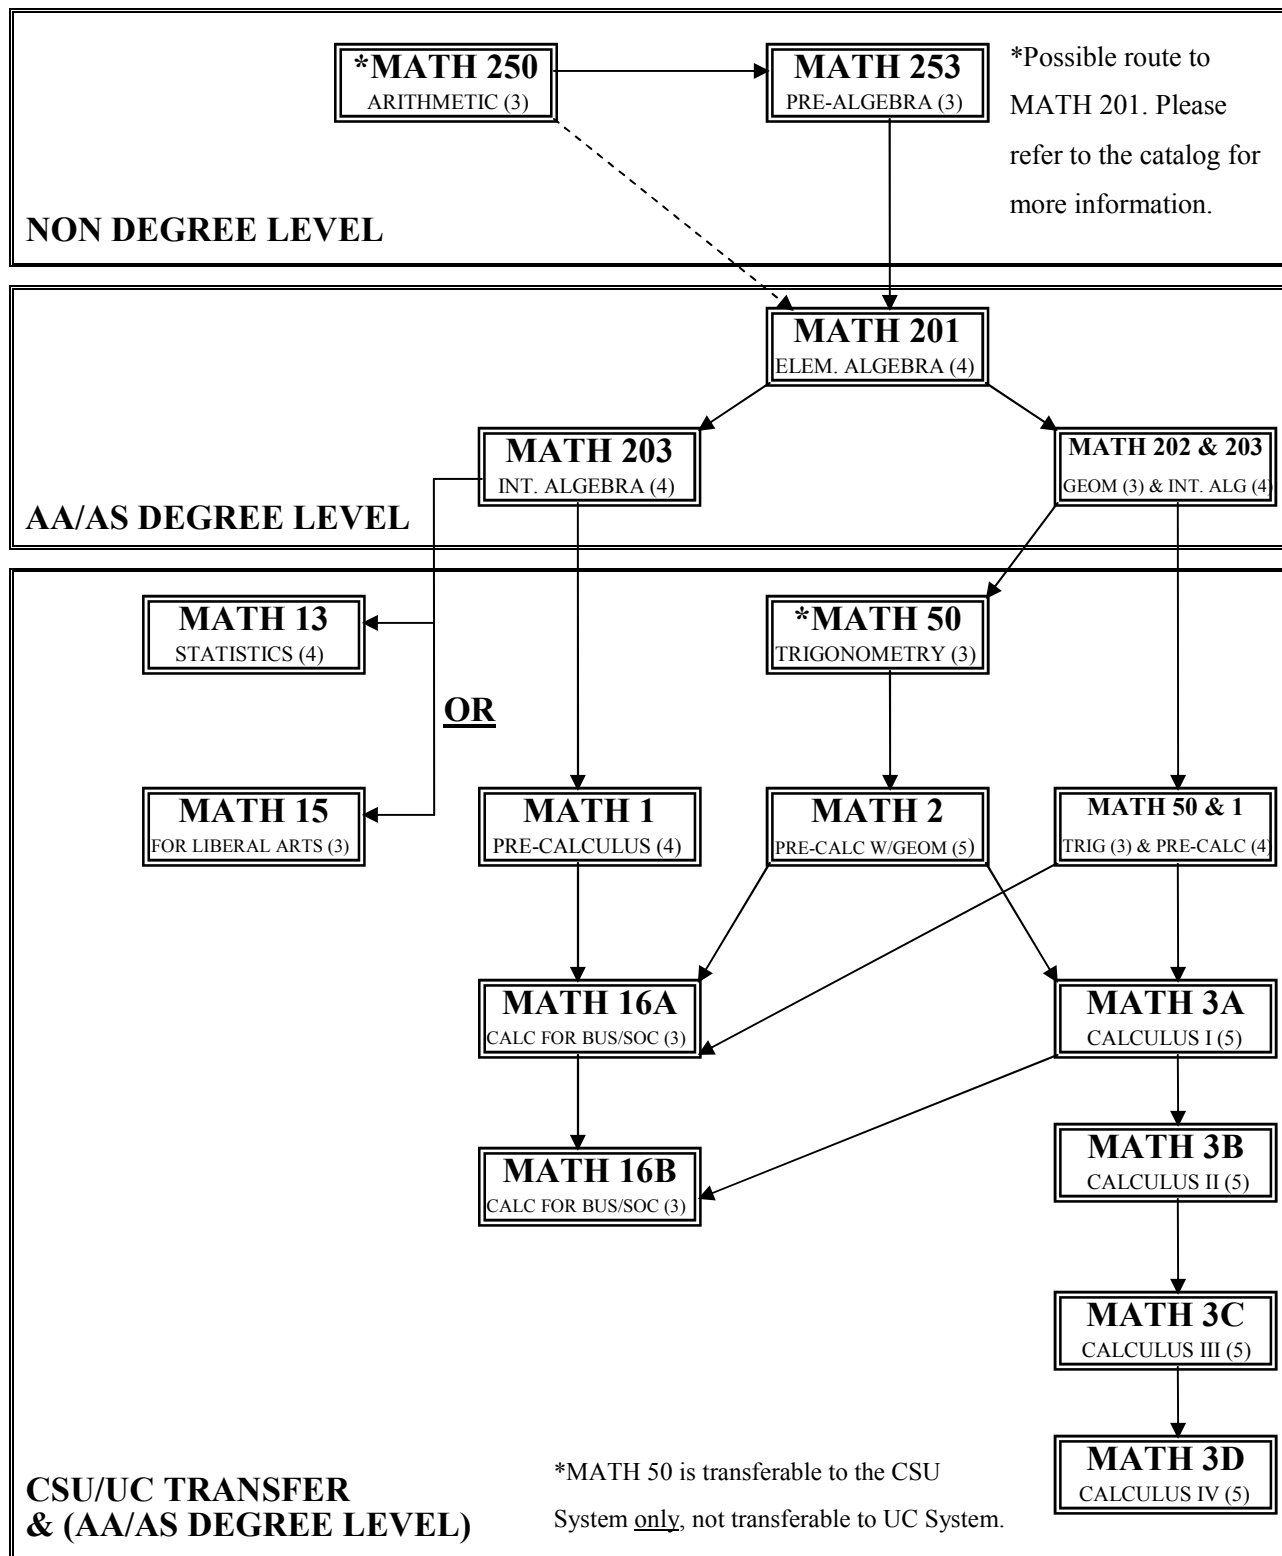 *MATH 250
ARITHMETIC (3)
MATH 253
PRE-ALGEBRA (3)
*Possible route to
MATH 201. Please
refer to the catalog for
more information.
NON DEGREE LEVEL
MATH 201
ELEM. ALGEBRA (4)
MATH 203
INT. ALGEBRA (4)
MATH 202 & 203
GEOM (3) & INT. ALG (4)
AA/AS DEGREE LEVEL
MATH 13
STATISTICS (4)
*MATH 50
TRIGONOMETRY (3)
OR
MATH 15
FOR LIBERAL ARTS (3)
MATH 1
PRE-CALCULUS (4)
MATH 2
PRE-CALC W/GEOM (5)
MATH 50 & 1
TRIG (3) & PRE-CALC (4)
MATH 16A
CALC FOR BUS/SOC (3)
MATH 3A
CALCULUS I (5)
MATH 16B
CALC FOR BUS/SOC (3)
MATH 3B
CALCULUS II (5)
MATH 3C
CALCULUS III (5)
MATH 3D
CALCULUS IV (5)
CSU/UC TRANSFER
& (AA/AS DEGREE LEVEL)
*MATH 50 is transferable to the CSU
System only, not transferable to UC System.